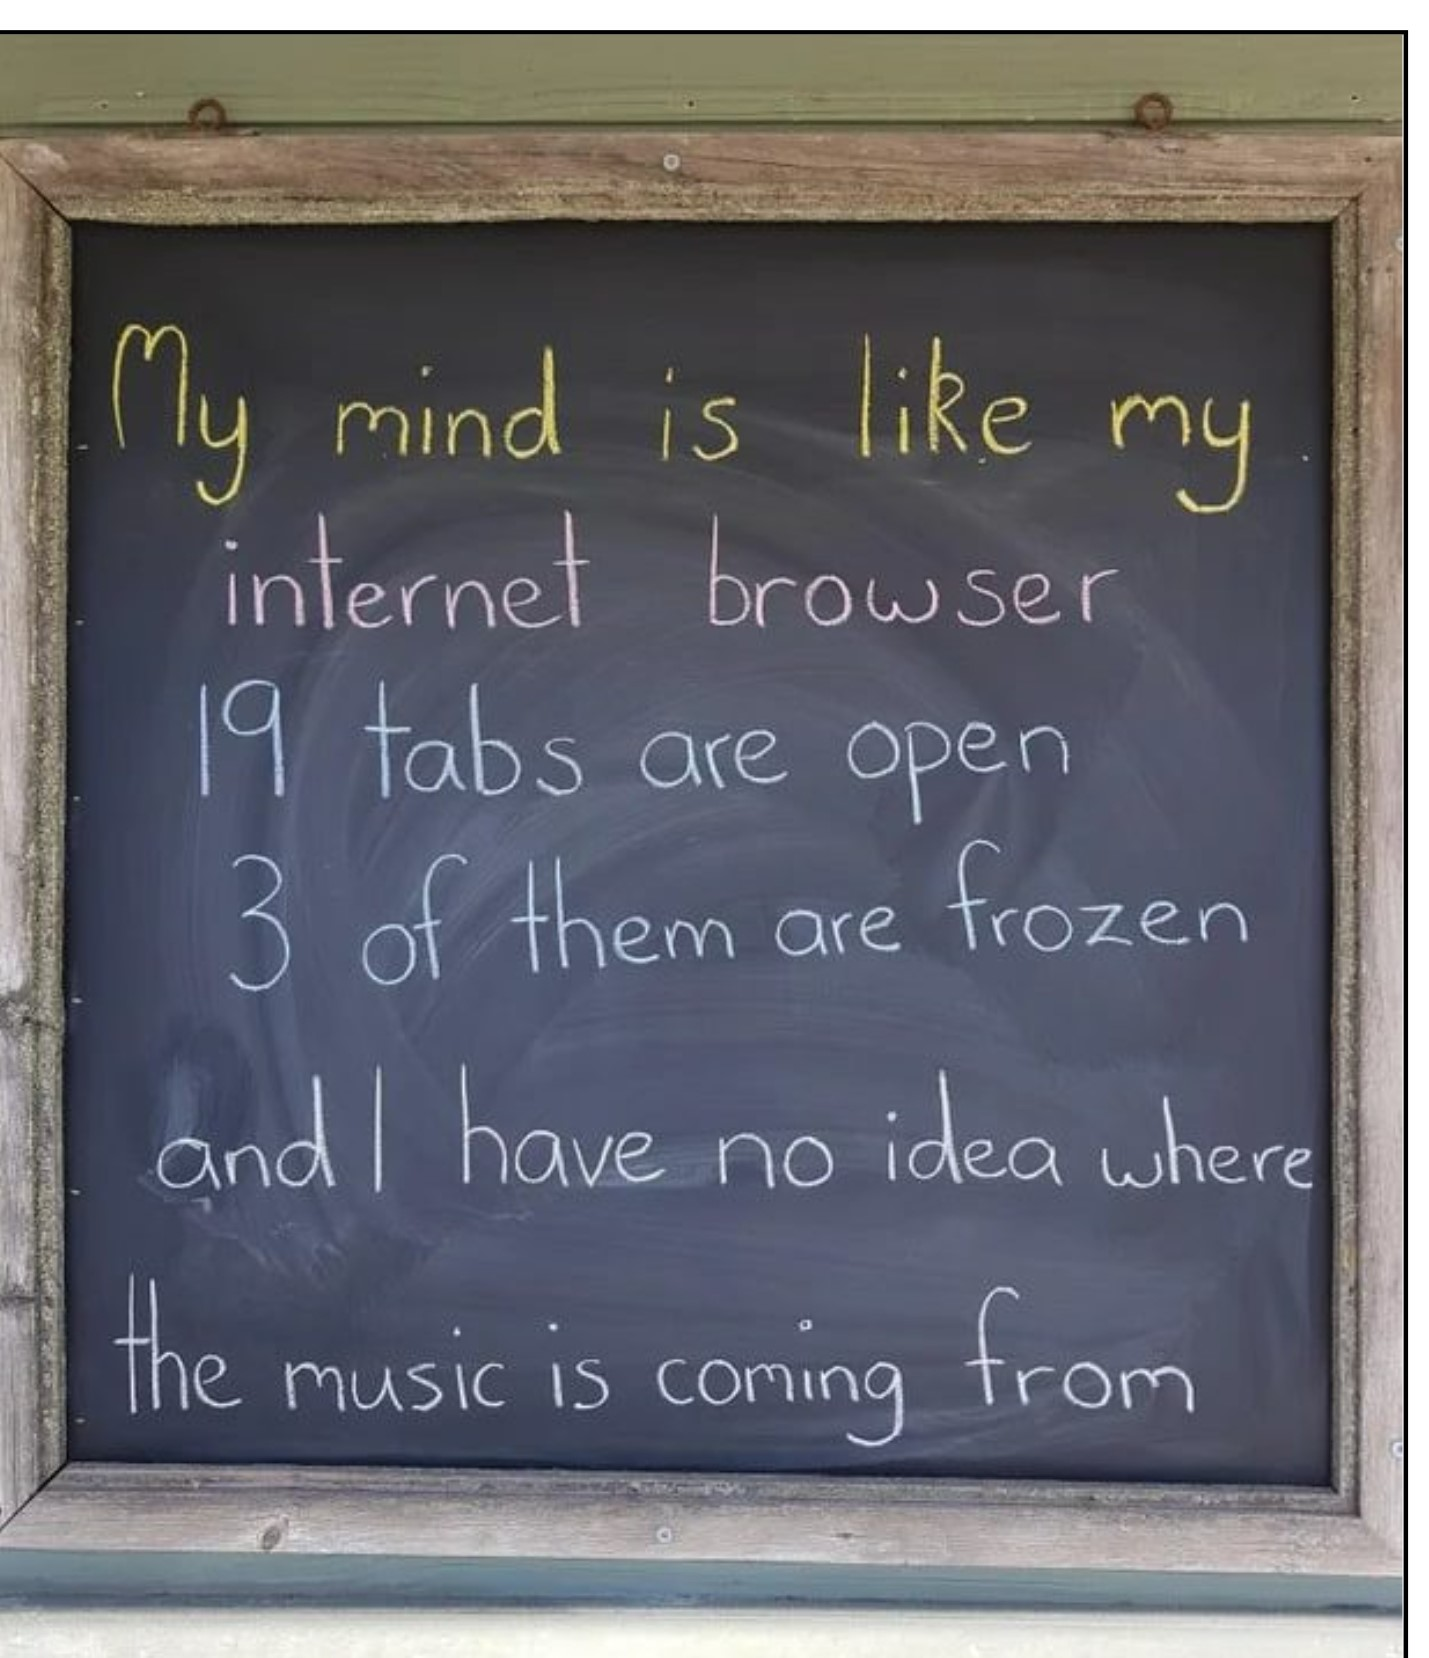 My mind is like my
internet browser
19 tabs are open
3 of them are frozen
and I have no idea where
the music is coming from